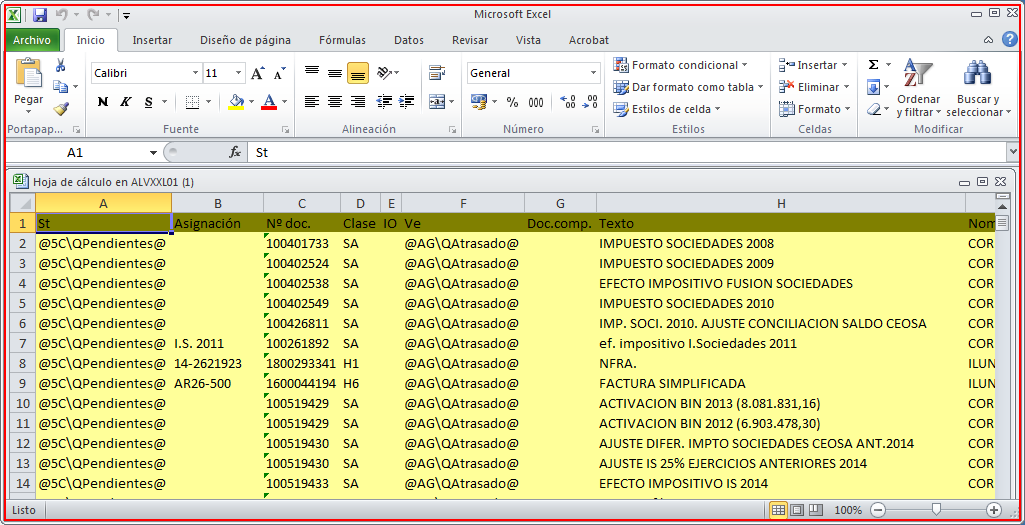 Microsoft Excel
Archivo Inicio Insertar Diseño de página Fórmulas Datos Revisar Vista Acrobat
Pegar
Calibri 11
N K S
General
% 000
Formato condicional
Dar formato como tabla
Estilos de celda
Insertar
Eliminar
Formato
Σ
Ordenar y filtrar
Buscar y seleccionar
Portapap... Fuente Alineación Número Estilos Celdas Modificar
A1 fx St
Hoja de cálculo en ALVXXL01 (1)
A B C D E F G H
1 St Asignación Nº doc. Clase IO Ve Doc.comp. Texto Nom
2 @5C\QPendientes@ 100401733 SA @AG\QAtrasado@ IMPUESTO SOCIEDADES 2008 COR
3 @5C\QPendientes@ 100402524 SA @AG\QAtrasado@ IMPUESTO SOCIEDADES 2009 COR
4 @5C\QPendientes@ 100402538 SA @AG\QAtrasado@ EFECTO IMPOSITIVO FUSION SOCIEDADES COR
5 @5C\QPendientes@ 100402549 SA @AG\QAtrasado@ IMPUESTO SOCIEDADES 2010 COR
6 @5C\QPendientes@ 100426811 SA @AG\QAtrasado@ IMP. SOCI. 2010. AJUSTE CONCILIACION SALDO CEOSA COR
7 @5C\QPendientes@ I.S. 2011 100261892 SA @AG\QAtrasado@ ef. impositivo I.Sociedades 2011 COR
8 @5C\QPendientes@ 14-2621923 1800293341 H1 @AG\QAtrasado@ NFRA. ILUN
9 @5C\QPendientes@ AR26-500 1600044194 H6 @AG\QAtrasado@ FACTURA SIMPLIFICADA ILUN
10 @5C\QPendientes@ 100519429 SA @AG\QAtrasado@ ACTIVACION BIN 2013 (8.081.831,16) COR
11 @5C\QPendientes@ 100519429 SA @AG\QAtrasado@ ACTIVACION BIN 2012 (6.903.478,30) COR
12 @5C\QPendientes@ 100519430 SA @AG\QAtrasado@ AJUSTE DIFER. IMPTO SOCIEDADES CEOSA ANT.2014 COR
13 @5C\QPendientes@ 100519430 SA @AG\QAtrasado@ AJUSTE IS 25% EJERCICIOS ANTERIORES 2014 COR
14 @5C\QPendientes@ 100519433 SA @AG\QAtrasado@ EFECTO IMPOSITIVO IS 2014 COR
Listo 100%